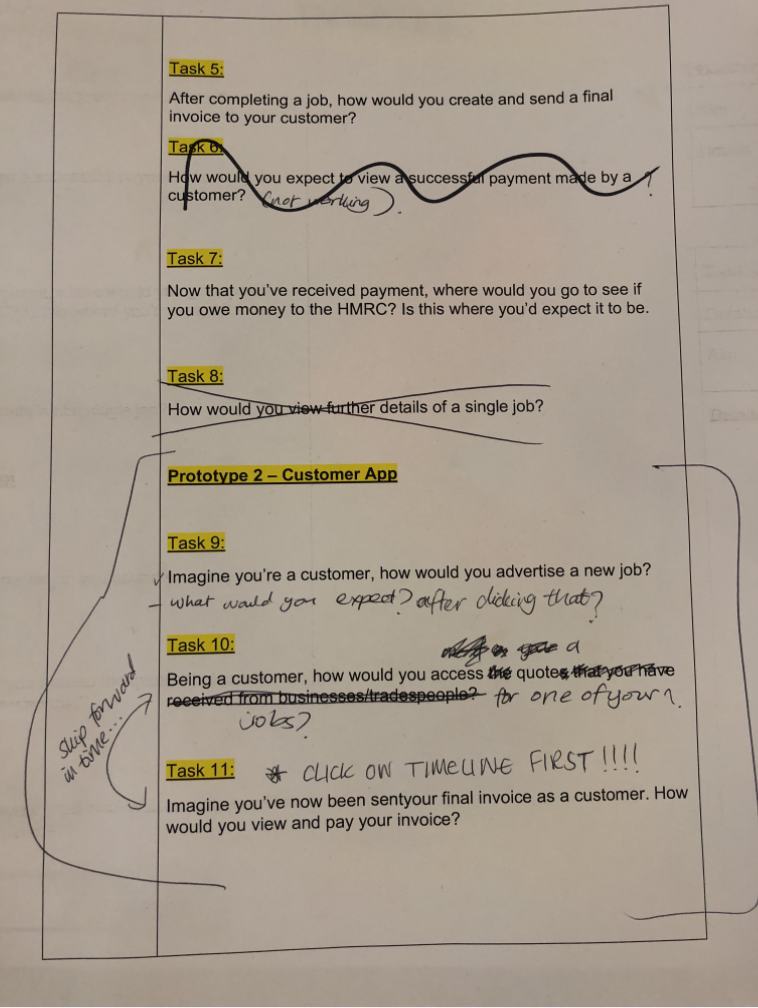 Task 5:
After completing a job, how would you create and send a final
invoice to your customer?
Task 6:
How would you expect to view a successful payment made by a ?
customer? (not working).
Task 7:
Now that you've received payment, where would you go to see if
you owe money to the HMRC? Is this where you'd expect it to be.
Task 8:
How would you view further details of a single job?
Prototype 2 – Customer App
Task 9:
Imagine you're a customer, how would you advertise a new job?
- what would you expect? after clicking that?
Task 10:
a
Being a customer, how would you access the quotes that you have
received from businesses/tradespeople? for one of your
jobs?
skip forward
in time...
Task 11: * CLICK ON TIMELINE FIRST !!!!
Imagine you've now been sentyour final invoice as a customer. How
would you view and pay your invoice?